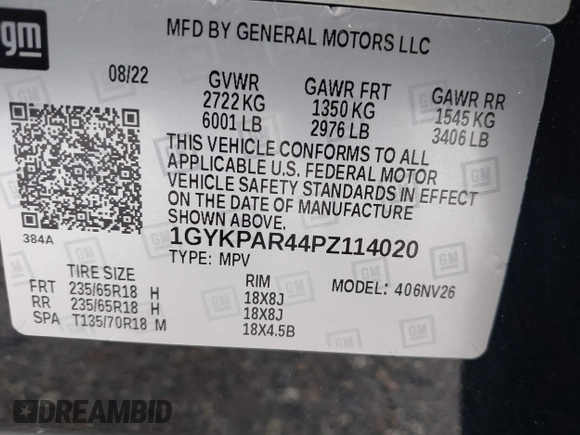 gm
MFD BY GENERAL MOTORS LLC
08/22 GVWR GAWR FRT GAWR RR
2722 KG 1350 KG 1545 KG
6001 LB 2976 LB 3406 LB
THIS VEHICLE CONFORMS TO ALL
APPLICABLE U.S. FEDERAL MOTOR
VEHICLE SAFETY STANDARDS IN EFFECT
ON THE DATE OF MANUFACTURE
SHOWN ABOVE.
384A
1GYKPAR44PZ114020
TYPE: MPV
TIRE SIZE RIM MODEL: 406NV26
FRT 235/65R18 H 18X8J
RR 235/65R18 H 18X8J
SPA T135/70R18 M 18X4.5B
DREAMBID